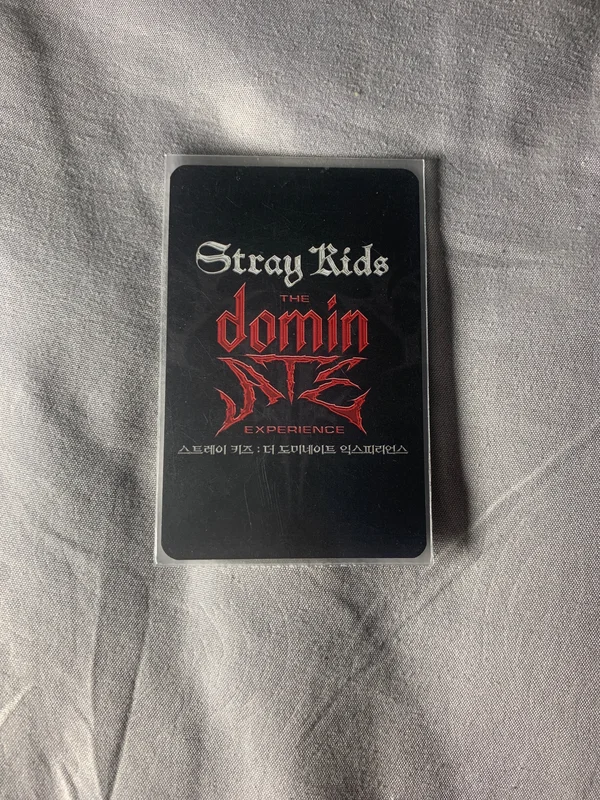 Stray Kids
THE
domin
ATE
EXPERIENCE
스트레이 키즈 : 더 도미네이트 익스피리언스